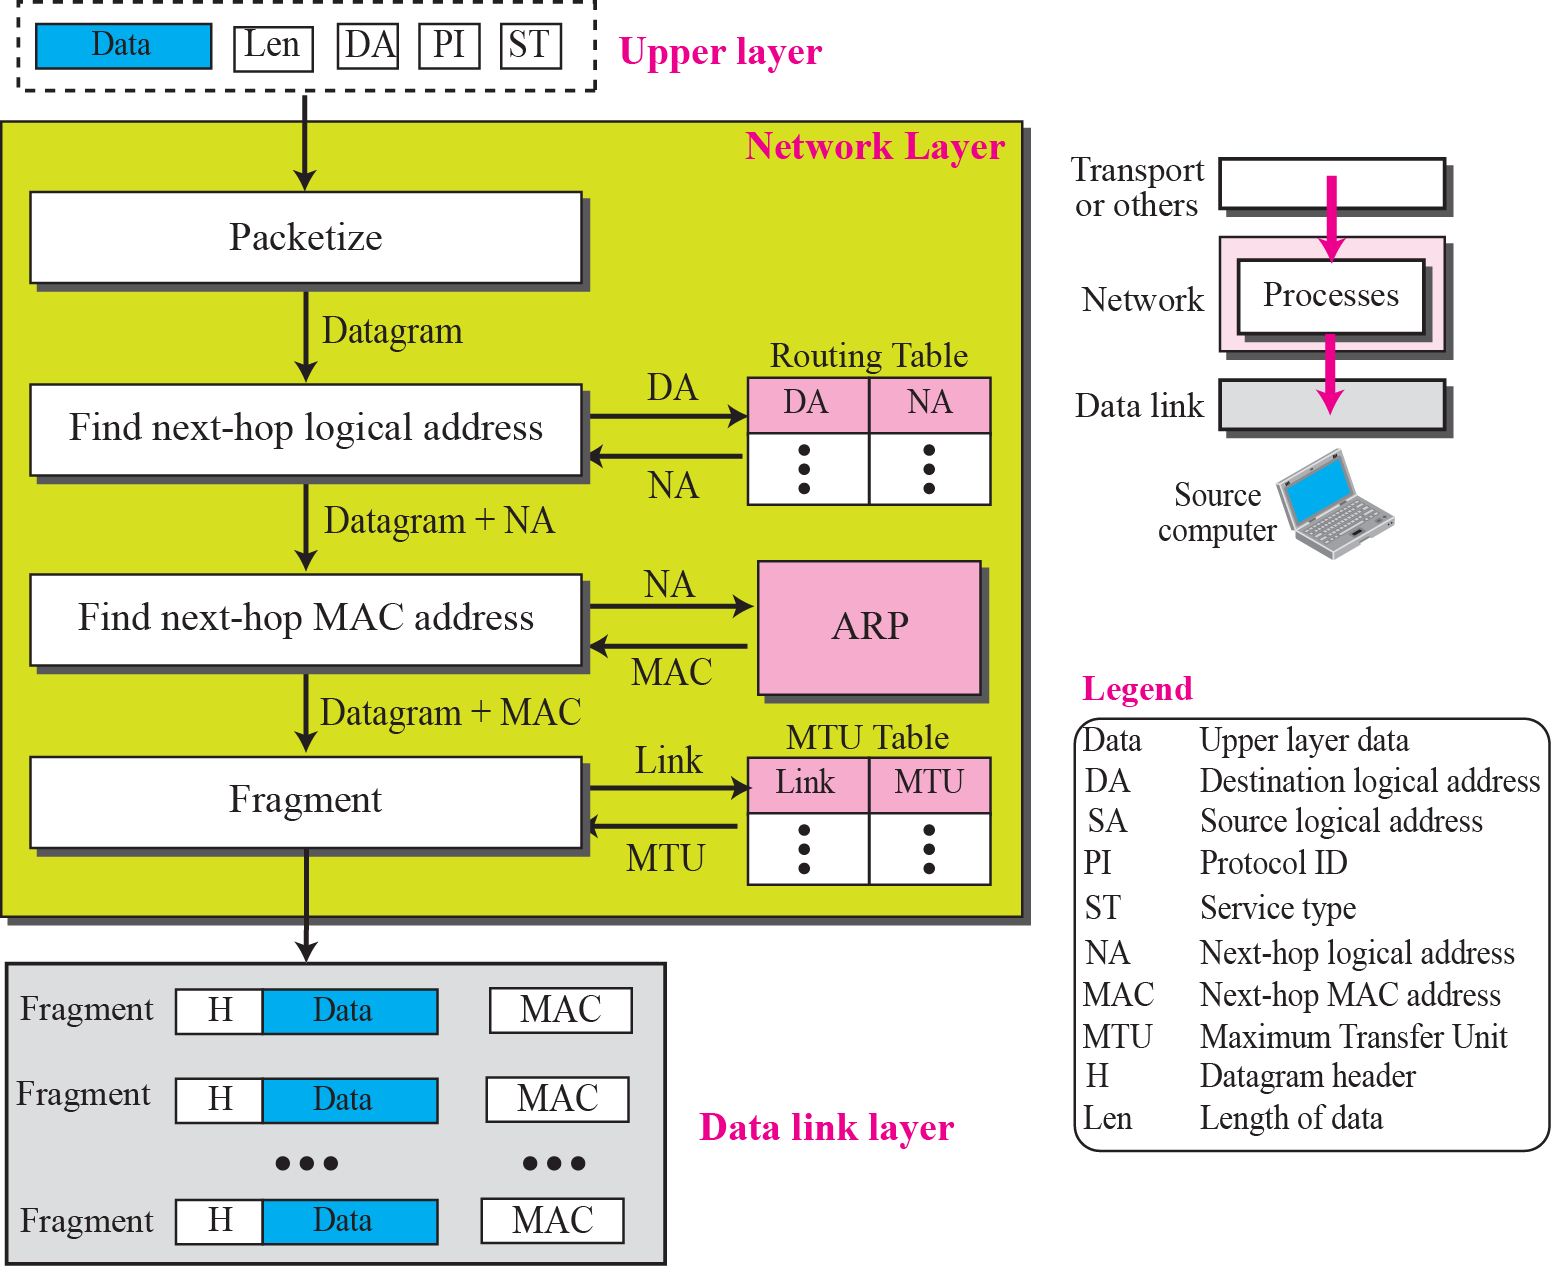 Data Len DA PI ST
Upper layer
Network Layer
Packetize
Datagram
Find next-hop logical address
DA
NA
Routing Table
DA NA
Datagram + NA
Find next-hop MAC address
NA
MAC
ARP
Datagram + MAC
Fragment
Link
MTU
MTU Table
Link MTU
Fragment H Data MAC
Fragment H Data MAC
Fragment H Data MAC
Data link layer
Transport
or others
Network
Processes
Data link
Source
computer
Legend
Data Upper layer data
DA Destination logical address
SA Source logical address
PI Protocol ID
ST Service type
NA Next-hop logical address
MAC Next-hop MAC address
MTU Maximum Transfer Unit
H Datagram header
Len Length of data